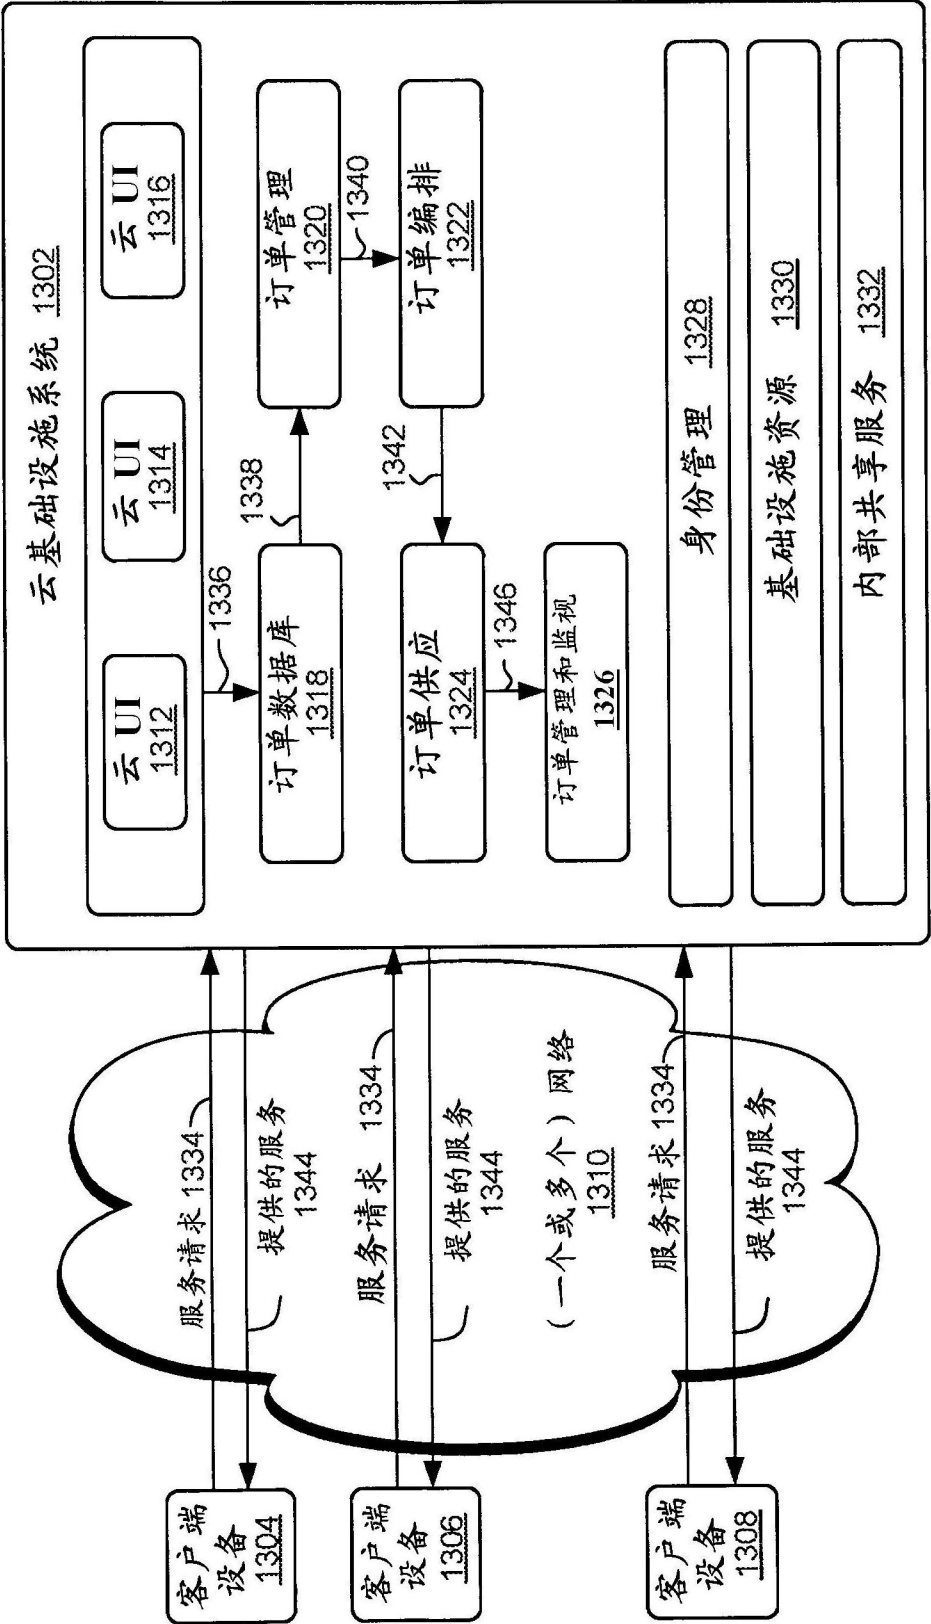 云基础设施系统 1302
云 UI
1312
云 UI
1314
云 UI
1316
1336
订单数据库
1318
1338
订单管理
1320
1340
订单供应
1324
1342
订单编排
1322
1346
订单管理和监视
1326
身份管理 1328
基础设施资源 1330
内部共享服务 1332
客户端
设备
1304
服务请求 1334
提供的服务
1344
客户端
设备
1306
服务请求 1334
提供的服务
1344
(一个或多个)网络
1310
客户端
设备
1308
服务请求 1334
提供的服务
1344